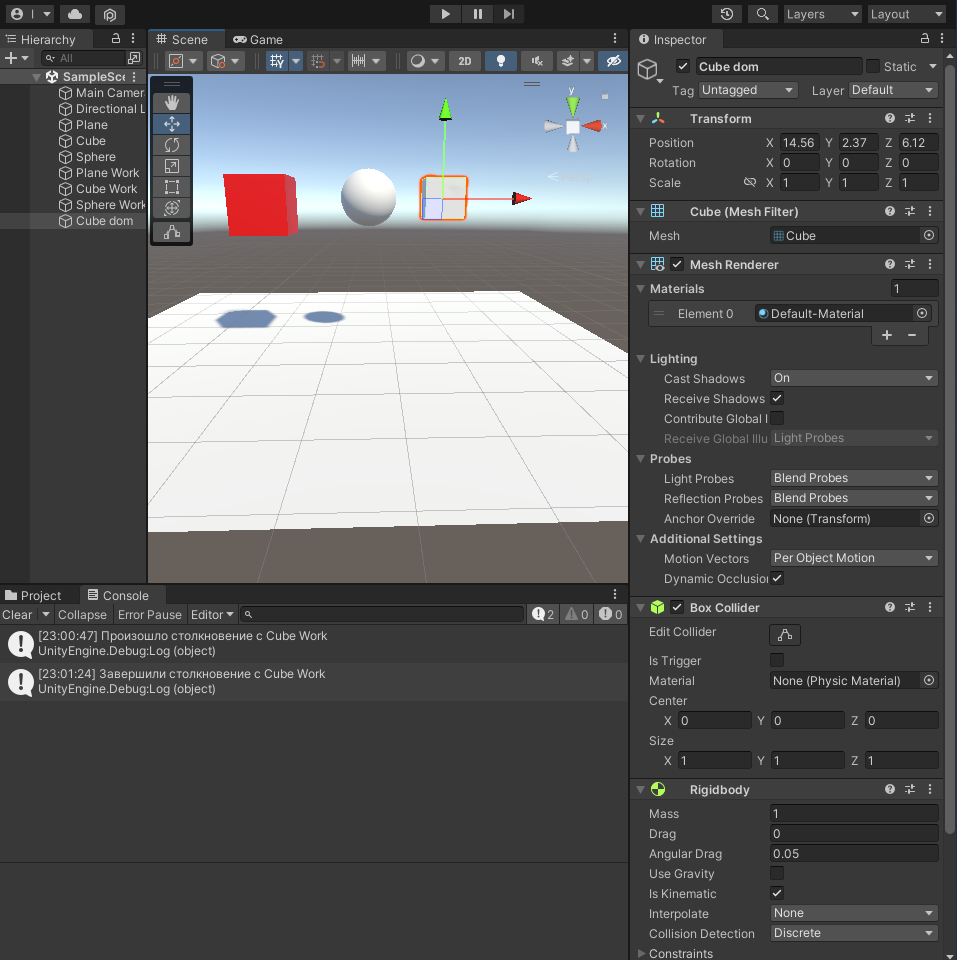 I
Layers
Layout
Hierarchy
All
SampleSce
Main Camer
Directional L
Plane
Cube
Sphere
Plane Work
Cube Work
Sphere Work
Cube dom
Scene
Game
2D
y
x
Project
Console
Clear
Collapse
Error Pause
Editor
2
0
0
[23:00:47] Произошло столкновение с Cube Work
UnityEngine.Debug:Log (object)
[23:01:24] Завершили столкновение с Cube Work
UnityEngine.Debug:Log (object)
Inspector
Cube dom
Static
Tag Untagged Layer Default
Transform
Position X 14.56 Y 2.37 Z 6.12
Rotation X 0 Y 0 Z 0
Scale X 1 Y 1 Z 1
Cube (Mesh Filter)
Mesh Cube
Mesh Renderer
Materials 1
Element 0 Default-Material
Lighting
Cast Shadows On
Receive Shadows
Contribute Global I
Receive Global Illu Light Probes
Probes
Light Probes Blend Probes
Reflection Probes Blend Probes
Anchor Override None (Transform)
Additional Settings
Motion Vectors Per Object Motion
Dynamic Occlusion
Box Collider
Edit Collider
Is Trigger
Material None (Physic Material)
Center
X 0 Y 0 Z 0
Size
X 1 Y 1 Z 1
Rigidbody
Mass 1
Drag 0
Angular Drag 0.05
Use Gravity
Is Kinematic
Interpolate None
Collision Detection Discrete
Constraints